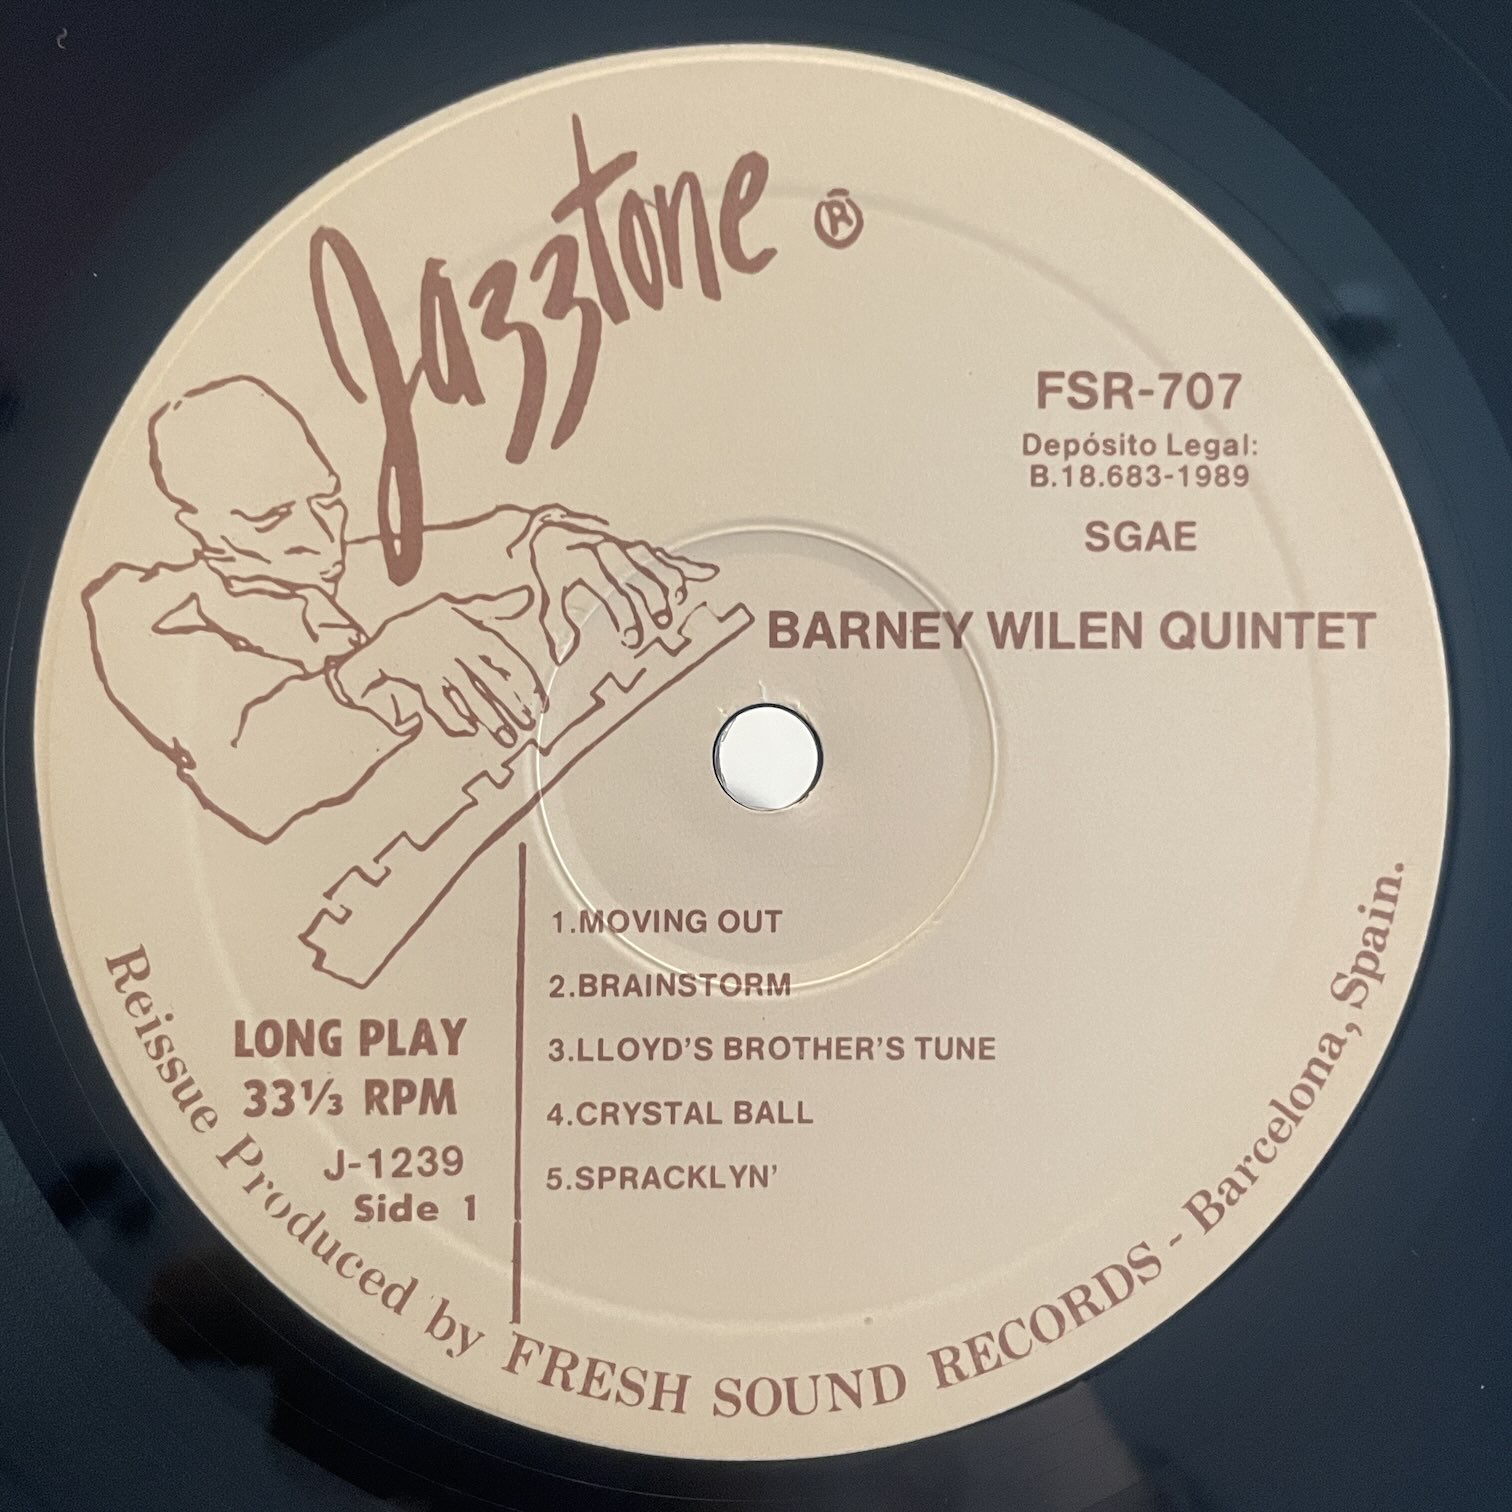 Jazztone ®
FSR-707
Depósito Legal:
B.18.683-1989
SGAE
BARNEY WILEN QUINTET
1.MOVING OUT
2.BRAINSTORM
3.LLOYD'S BROTHER'S TUNE
4.CRYSTAL BALL
5.SPRACKLYN'
LONG PLAY
33⅓ RPM
J-1239
Side 1
Reissue Produced by FRESH SOUND RECORDS - Barcelona, Spain.